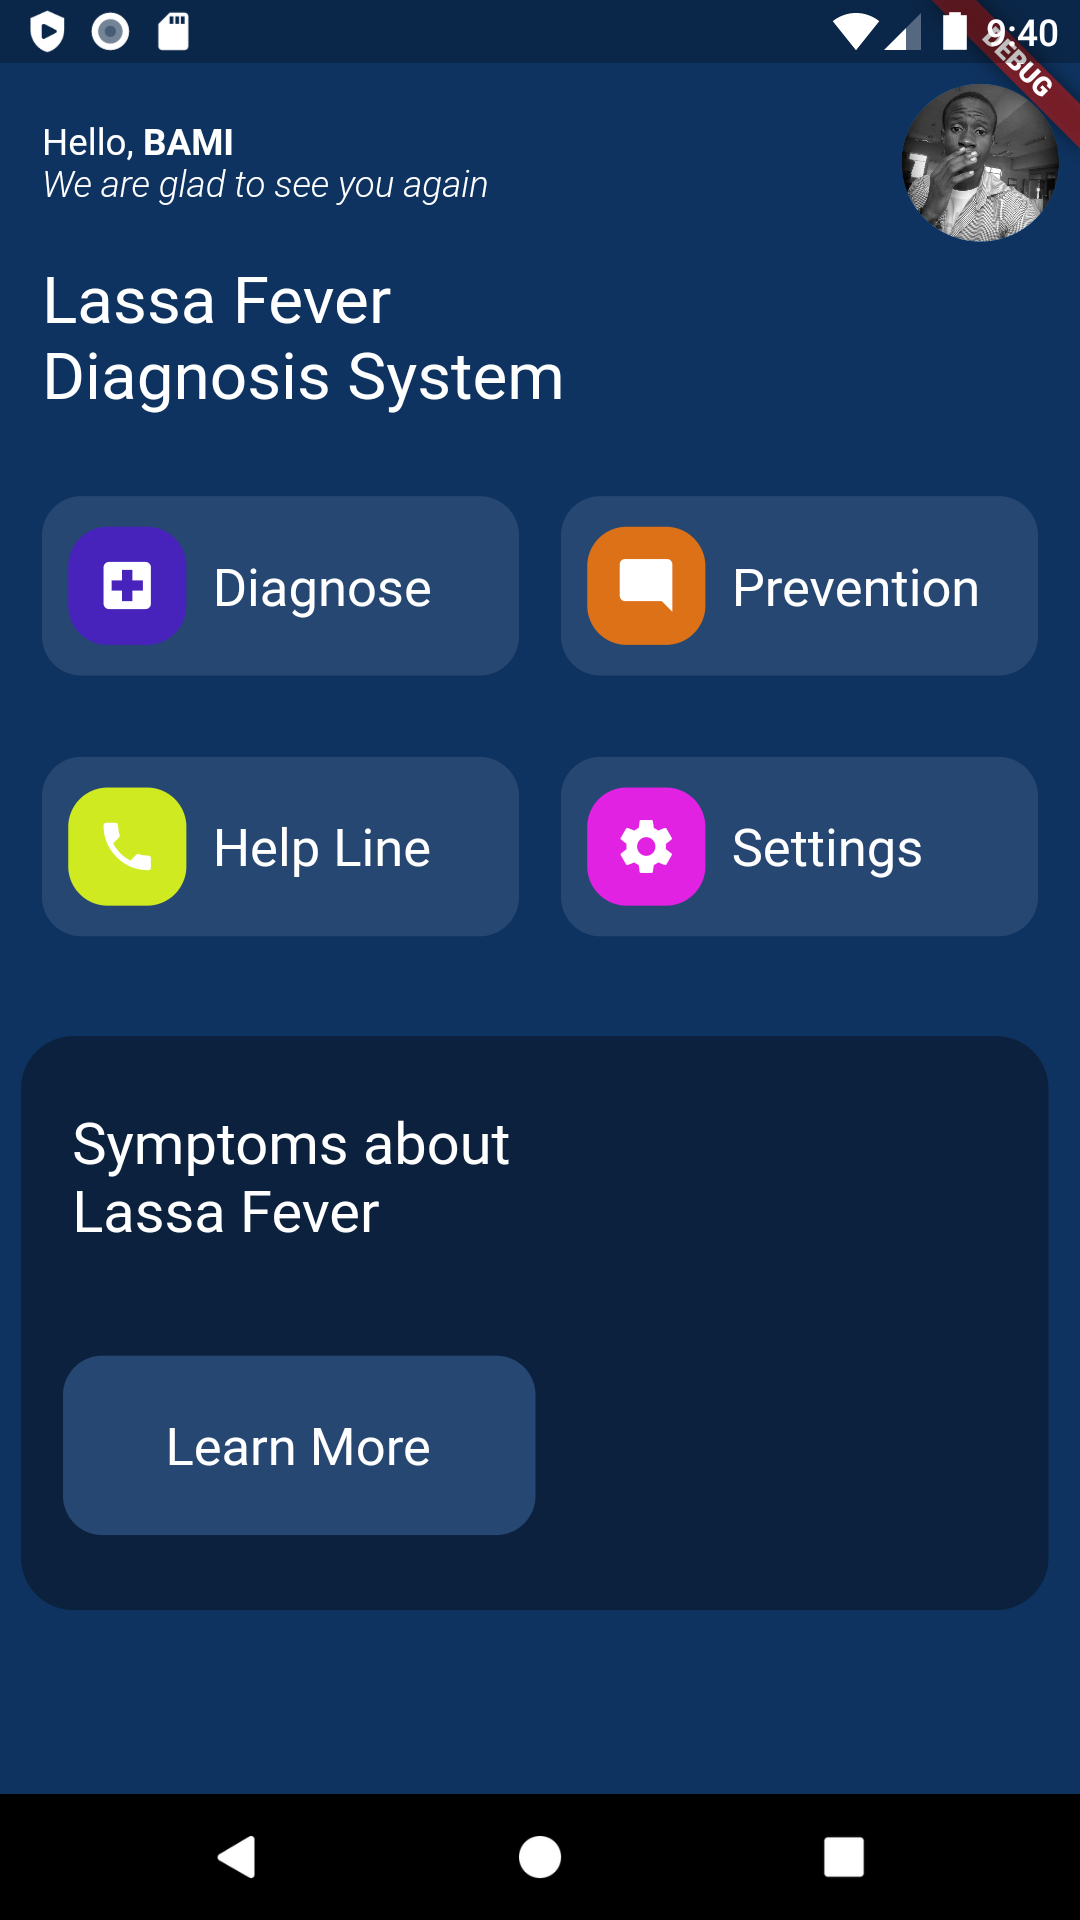 9:40
DEBUG
Hello, BAMI
We are glad to see you again
Lassa Fever
Diagnosis System
Diagnose
Prevention
Help Line
Settings
Symptoms about
Lassa Fever
Learn More